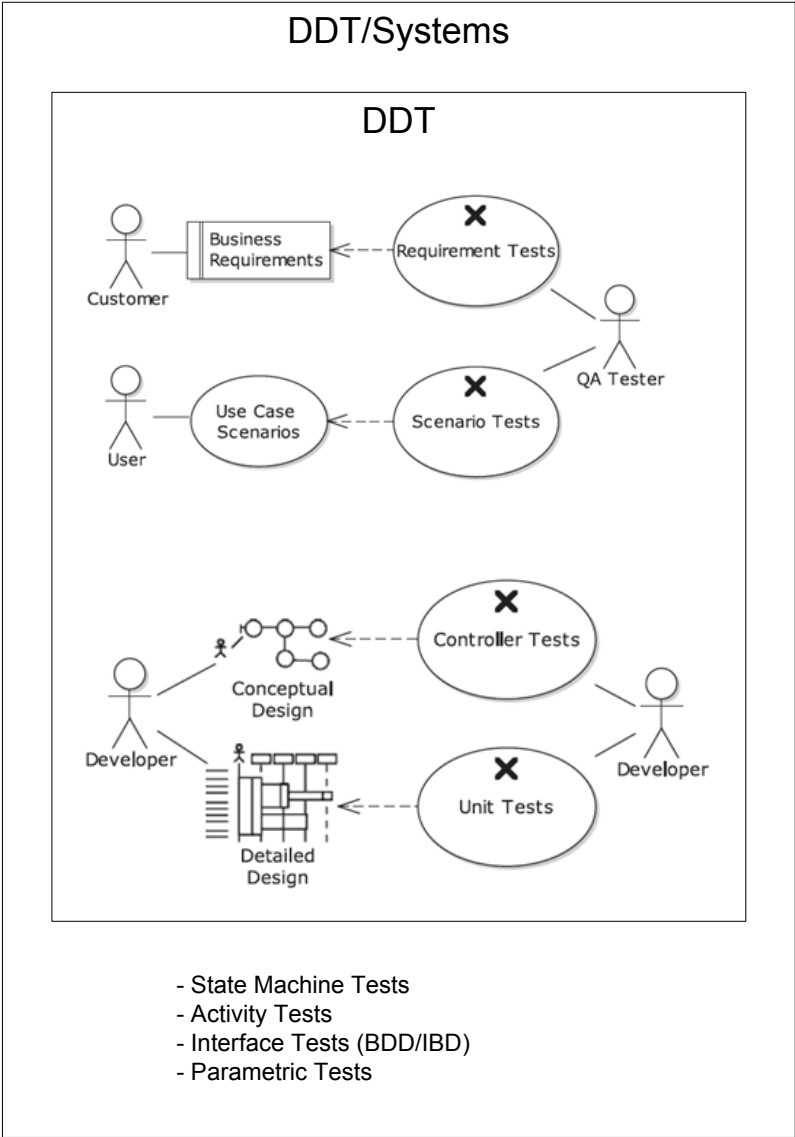 DDT/Systems
DDT
Business
Requirements
Requirement Tests
Customer
QA Tester
Use Case
Scenarios
Scenario Tests
User
Controller Tests
Conceptual
Design
Developer
Developer
Unit Tests
Detailed
Design
- State Machine Tests
- Activity Tests
- Interface Tests (BDD/IBD)
- Parametric Tests